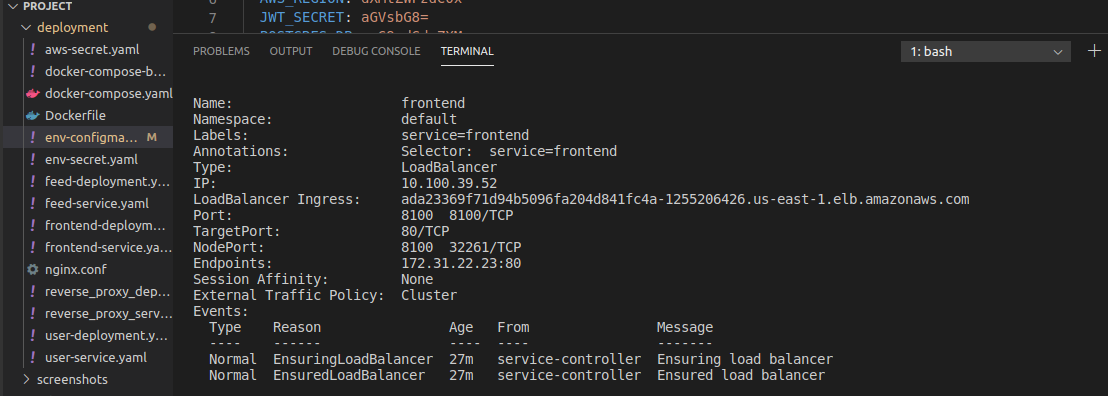 PROJECT
deployment
! aws-secret.yaml
! docker-compose-b...
docker-compose.yaml
Dockerfile
! env-configma... M
! env-secret.yaml
! feed-deployment.y...
! feed-service.yaml
! frontend-deploym...
! frontend-service.ya...
nginx.conf
! reverse_proxy_dep...
! reverse_proxy_serv...
! user-deployment.y...
! user-service.yaml
screenshots
7 JWT_SECRET: aGVsbG8=
PROBLEMS OUTPUT DEBUG CONSOLE TERMINAL 1: bash
Name: frontend
Namespace: default
Labels: service=frontend
Annotations: Selector: service=frontend
Type: LoadBalancer
IP: 10.100.39.52
LoadBalancer Ingress: ada23369f71d94b5096fa204d841fc4a-1255206426.us-east-1.elb.amazonaws.com
Port: 8100 8100/TCP
TargetPort: 80/TCP
NodePort: 8100 32261/TCP
Endpoints: 172.31.22.23:80
Session Affinity: None
External Traffic Policy: Cluster
Events:
Type Reason Age From Message
---- ------ ---- ---- -------
Normal EnsuringLoadBalancer 27m service-controller Ensuring load balancer
Normal EnsuredLoadBalancer 27m service-controller Ensured load balancer